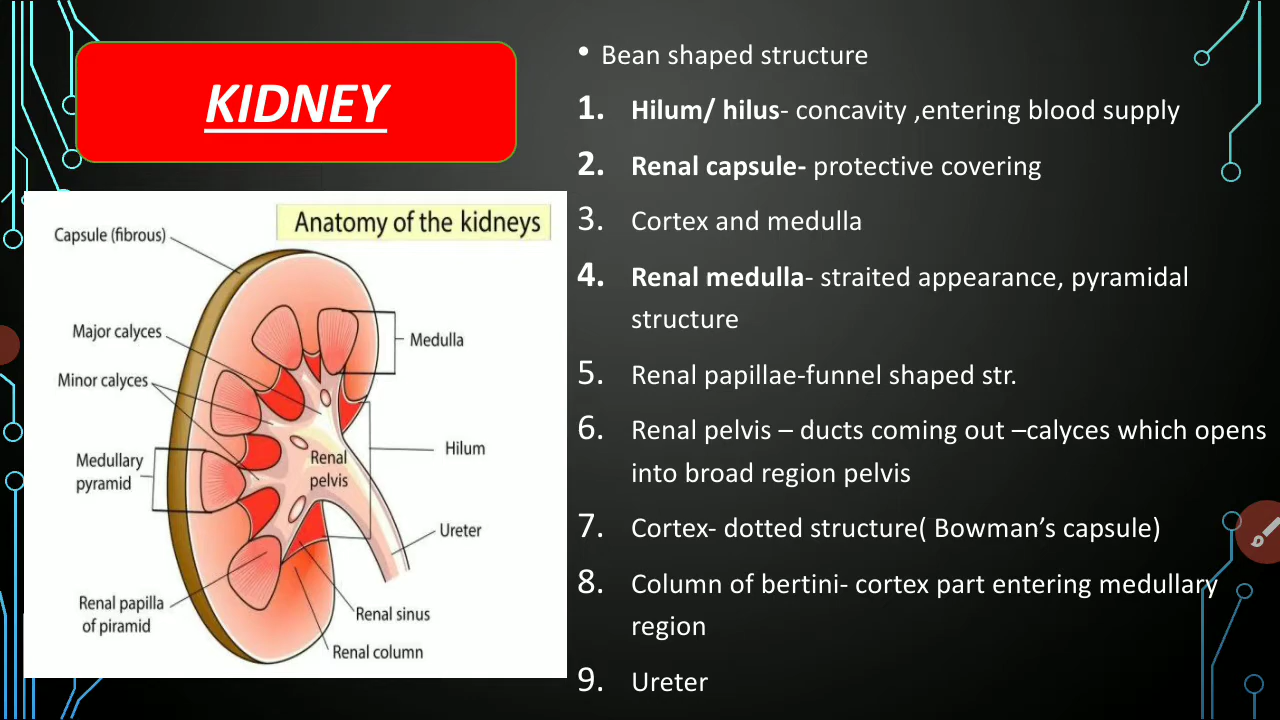 KIDNEY
Anatomy of the kidneys
Capsule (fibrous)
Major calyces
Minor calyces
Medullary
pyramid
Renal papilla
of piramid
Medulla
Hilum
Renal
pelvis
Ureter
Renal sinus
Renal column
• Bean shaped structure
1. Hilum/ hilus- concavity ,entering blood supply
2. Renal capsule- protective covering
3. Cortex and medulla
4. Renal medulla- straited appearance, pyramidal
structure
5. Renal papillae-funnel shaped str.
6. Renal pelvis – ducts coming out –calyces which opens
into broad region pelvis
7. Cortex- dotted structure( Bowman’s capsule)
8. Column of bertini- cortex part entering medullary
region
9. Ureter